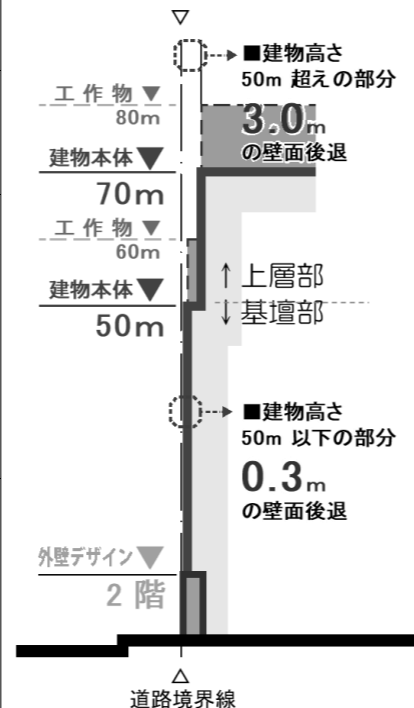 ▽
■建物高さ
50m 超えの部分
3.0m
の壁面後退
工作物▼
80m
建物本体▼
70m
工作物▼
60m
建物本体▼
50m
↑上層部
↓基壇部
■建物高さ
50m 以下の部分
0.3m
の壁面後退
外壁デザイン▼
2 階
△
道路境界線